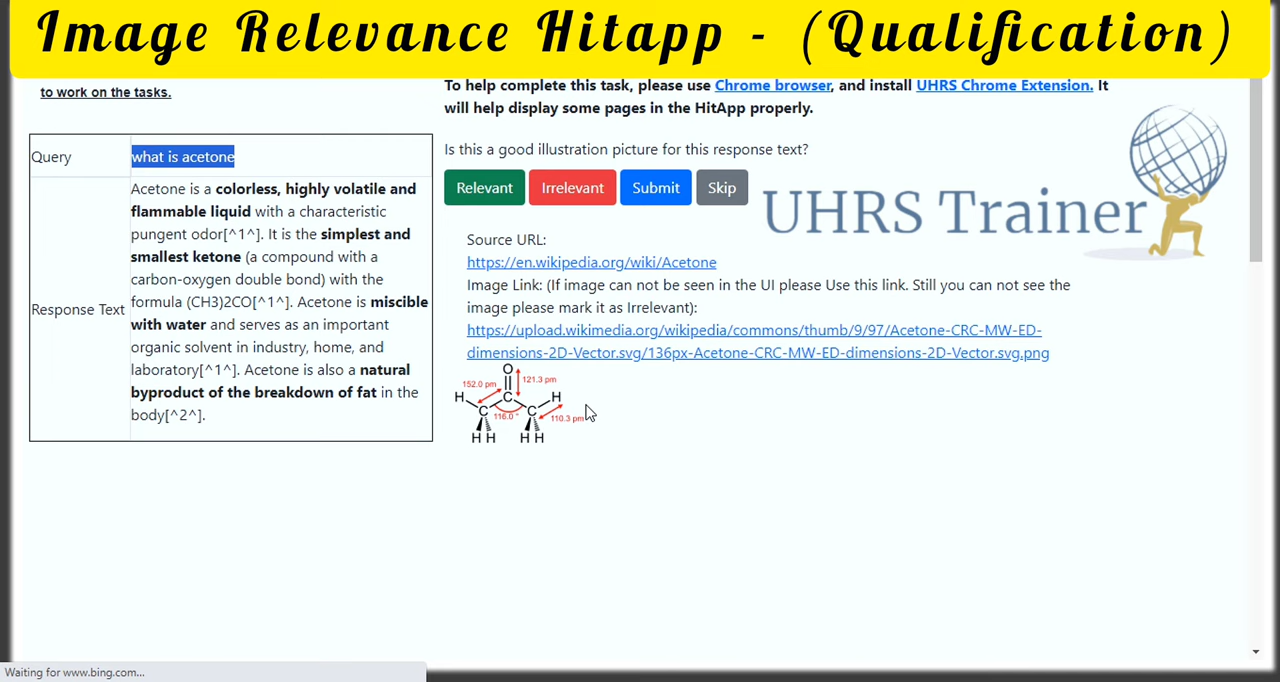 Image Relevance Hitapp - (Qualification)
to work on the tasks.
To help complete this task, please use Chrome browser, and install UHRS Chrome Extension. It
will help display some pages in the HitApp properly.
Query
what is acetone
Response Text
Acetone is a colorless, highly volatile and
flammable liquid with a characteristic
pungent odor[^1^]. It is the simplest and
smallest ketone (a compound with a
carbon-oxygen double bond) with the
formula (CH3)2CO[^1^]. Acetone is miscible
with water and serves as an important
organic solvent in industry, home, and
laboratory[^1^]. Acetone is also a natural
byproduct of the breakdown of fat in the
body[^2^].
Is this a good illustration picture for this response text?
Relevant Irrelevant Submit Skip
UHRS Trainer
Source URL:
https://en.wikipedia.org/wiki/Acetone
Image Link: (If image can not be seen in the UI please Use this link. Still you can not see the
image please mark it as Irrelevant):
https://upload.wikimedia.org/wikipedia/commons/thumb/9/97/Acetone-CRC-MW-ED-
dimensions-2D-Vector.svg/136px-Acetone-CRC-MW-ED-dimensions-2D-Vector.svg.png
O
152.0 pm 121.3 pm
H C H
C 116.0 ° C 110.3 pm
H H H H
Waiting for www.bing.com...